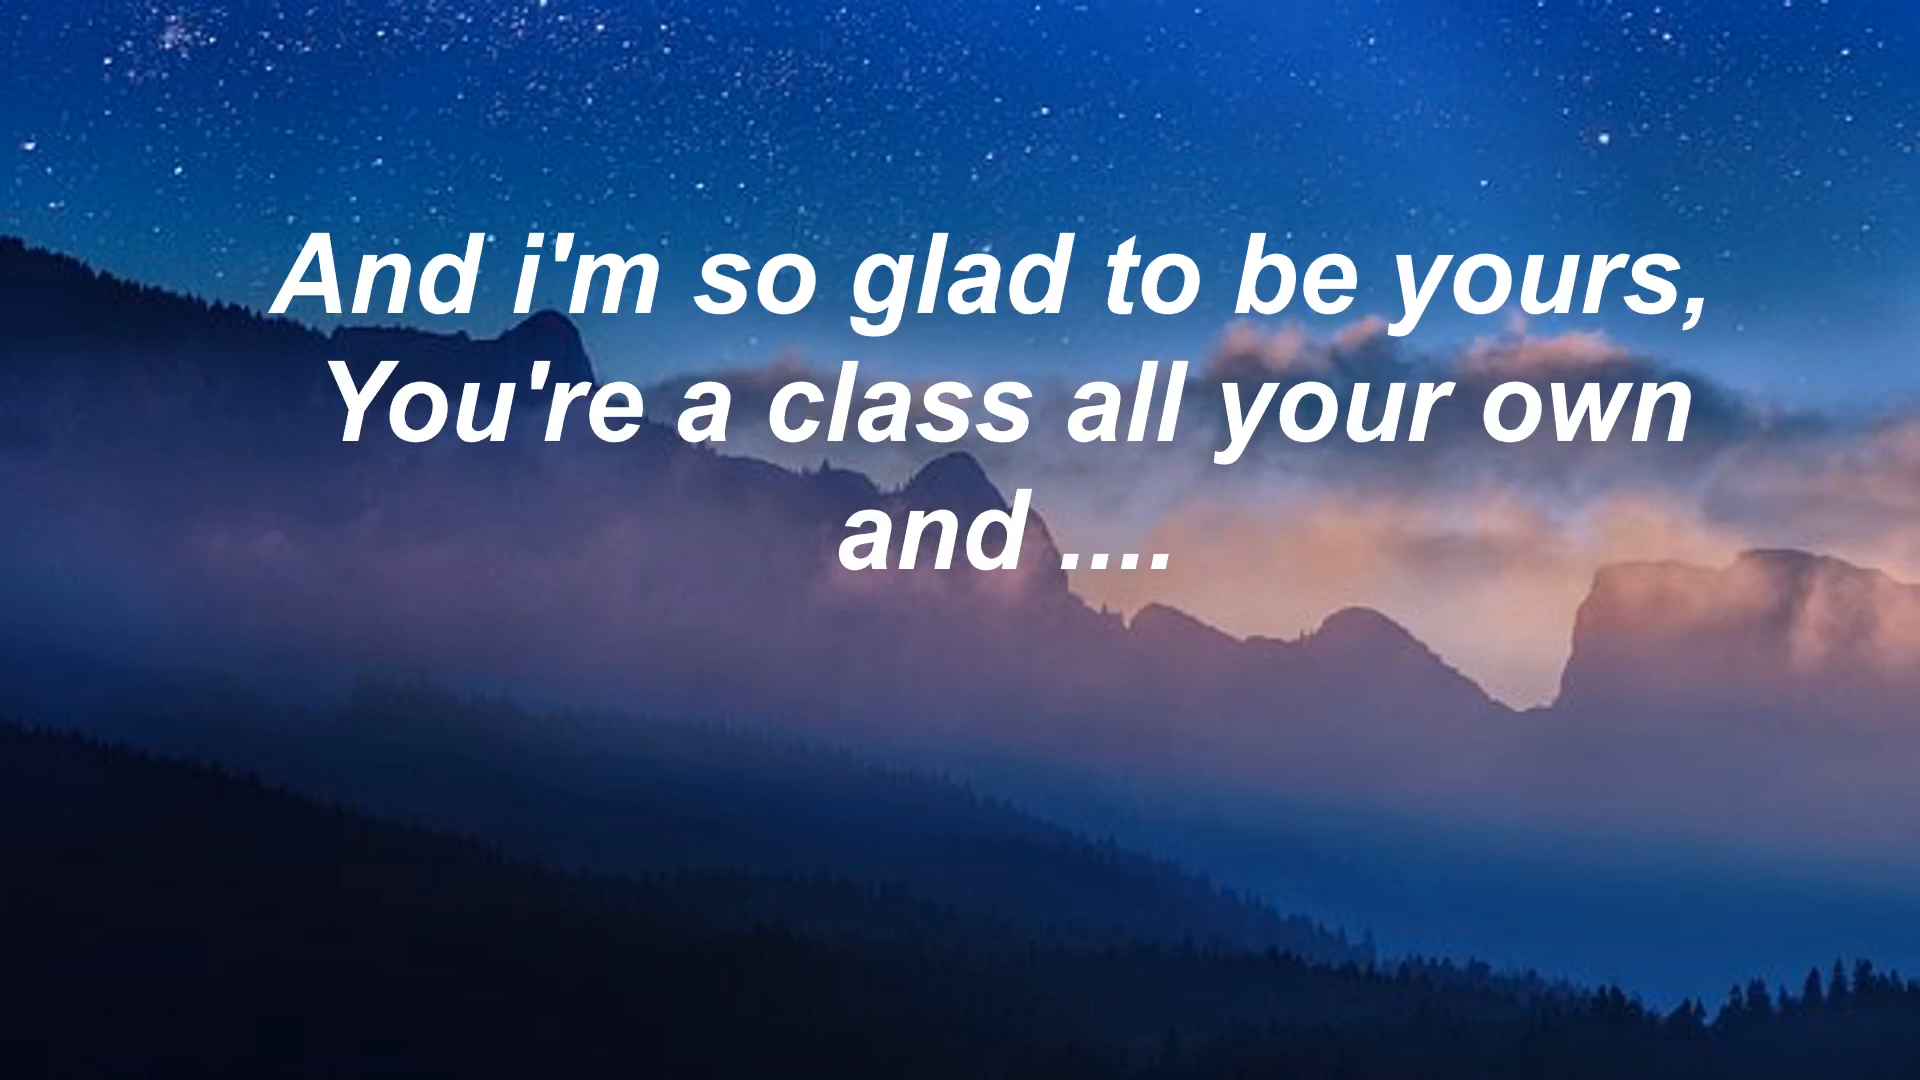 And i'm so glad to be yours,
You're a class all your own
and ....